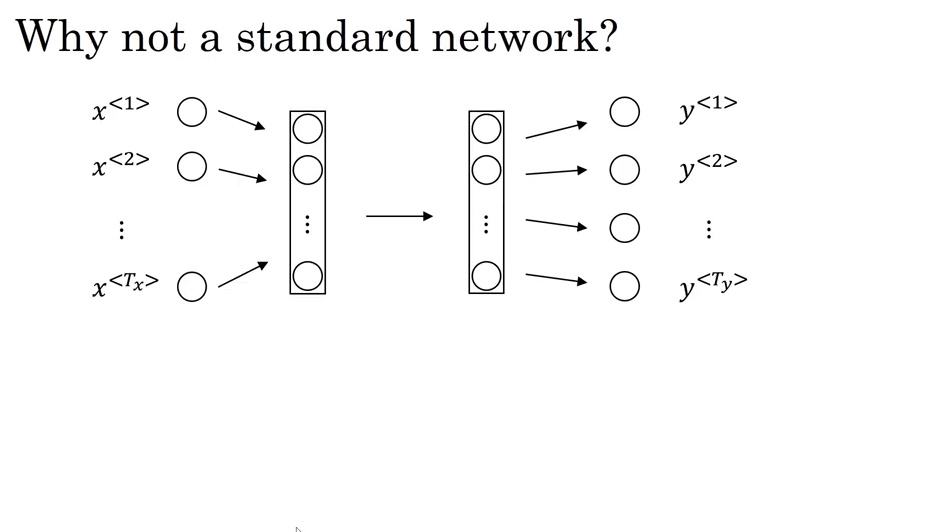 Why not a standard network?
x<1> y<1>
x<2> y<2>
⋮ ⋮ ⋮ ⋮
x<Tx> y<Ty>